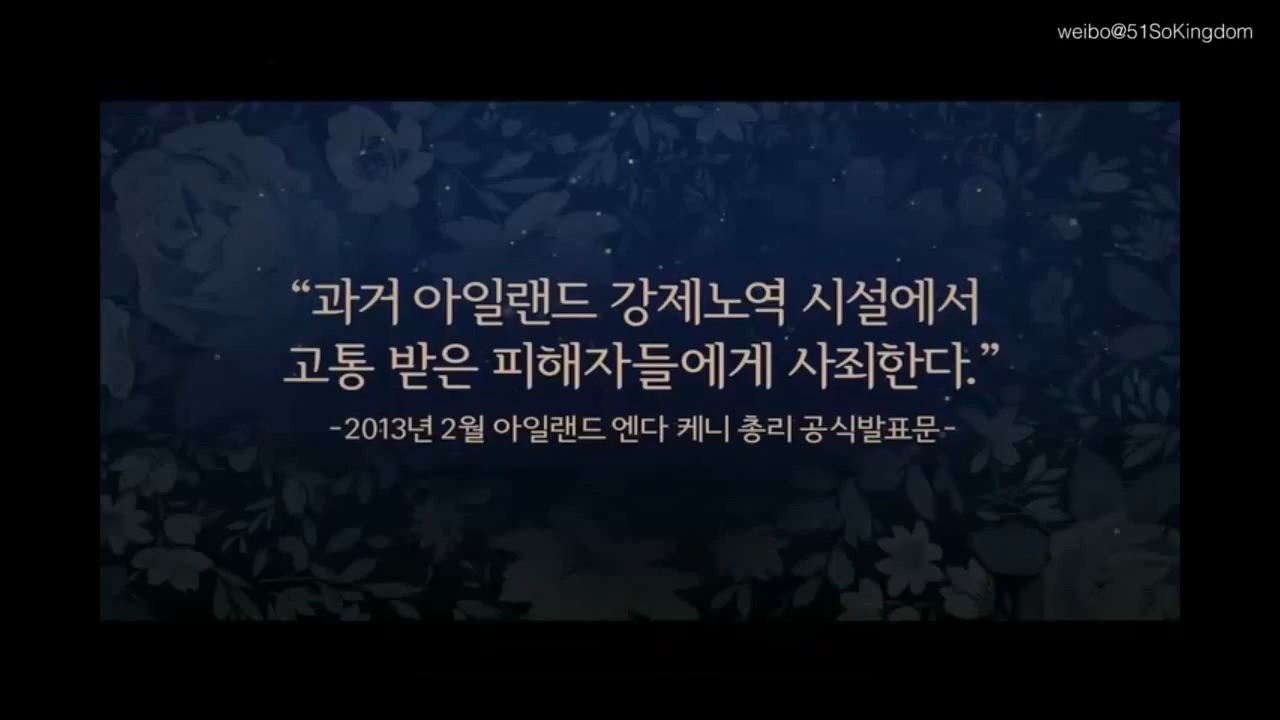 weibo@51SoKingdom
“과거 아일랜드 강제노역 시설에서
고통 받은 피해자들에게 사죄한다.”
-2013년 2월 아일랜드 엔다 케니 총리 공식발표문-